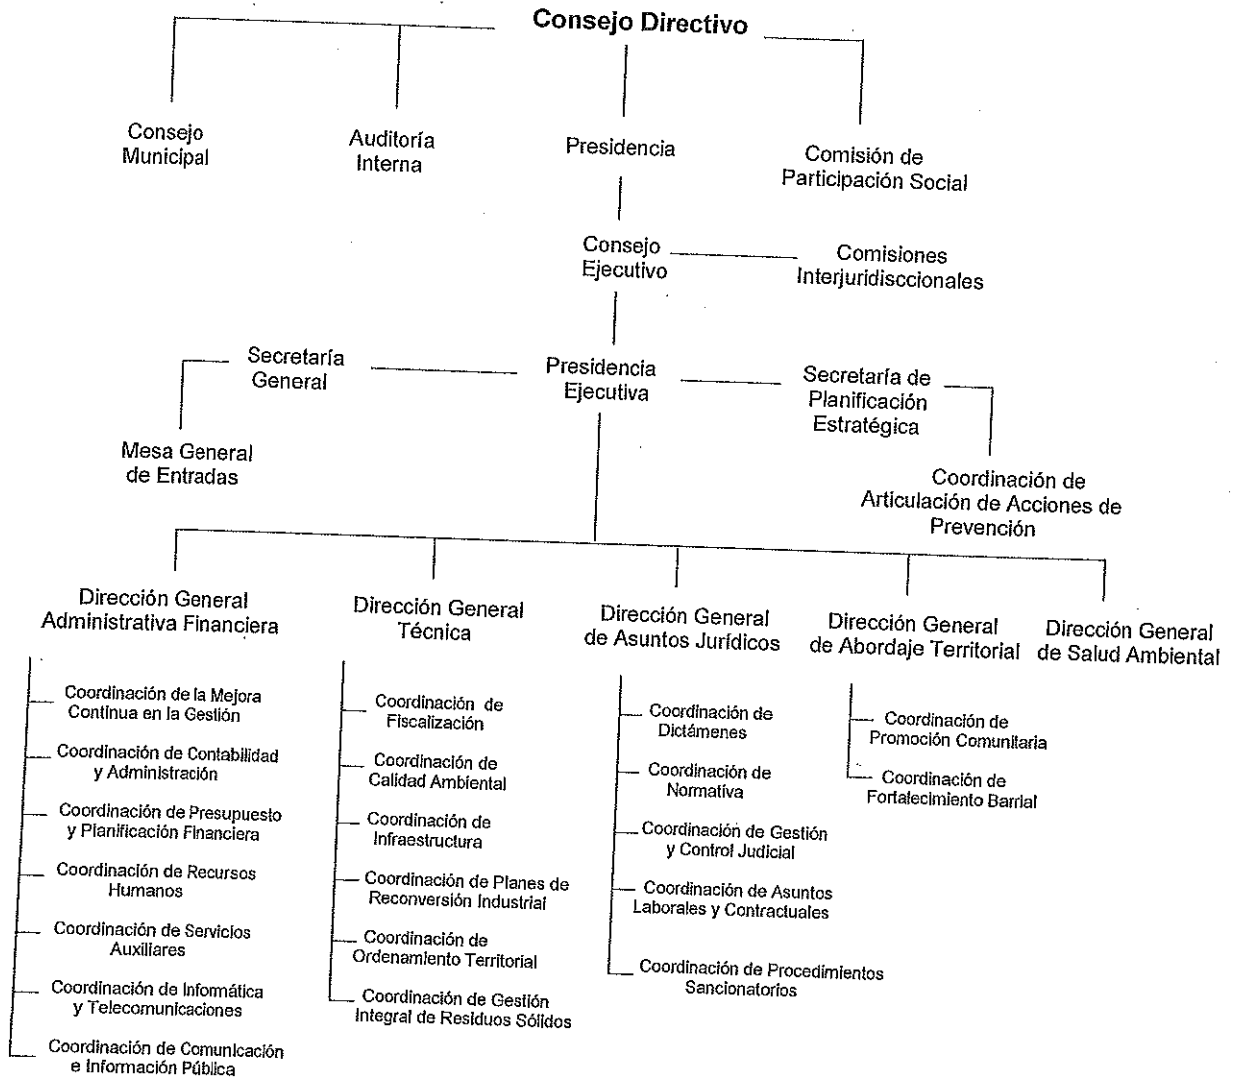 Consejo Directivo
Consejo
Municipal
Auditoría
Interna
Presidencia
Comisión de
Participación Social
Consejo
Ejecutivo
Comisiones
Interjuridisccionales
Secretaría
General
Presidencia
Ejecutiva
Secretaría de
Planificación
Estratégica
Mesa General
de Entradas
Coordinación de
Articulación de Acciones de
Prevención
Dirección General
Administrativa Financiera
Dirección General
Técnica
Dirección General
de Asuntos Jurídicos
Dirección General
de Abordaje Territorial
Dirección General
de Salud Ambiental
Coordinación de la Mejora
Continua en la Gestión
Coordinación de Contabilidad
y Administración
Coordinación de Presupuesto
y Planificación Financiera
Coordinación de Recursos
Humanos
Coordinación de Servicios
Auxiliares
Coordinación de Informática
y Telecomunicaciones
Coordinación de Comunicación
e Información Pública
Coordinación de
Fiscalización
Coordinación de
Calidad Ambiental
Coordinación de
Infraestructura
Coordinación de Planes de
Reconversión Industrial
Coordinación de
Ordenamiento Territorial
Coordinación de Gestión
Integral de Residuos Sólidos
Coordinación de
Dictámenes
Coordinación de
Normativa
Coordinación de Gestión
y Control Judicial
Coordinación de Asuntos
Laborales y Contractuales
Coordinación de Procedimientos
Sancionatorios
Coordinación de
Promoción Comunitaria
Coordinación de
Fortalecimiento Barrial